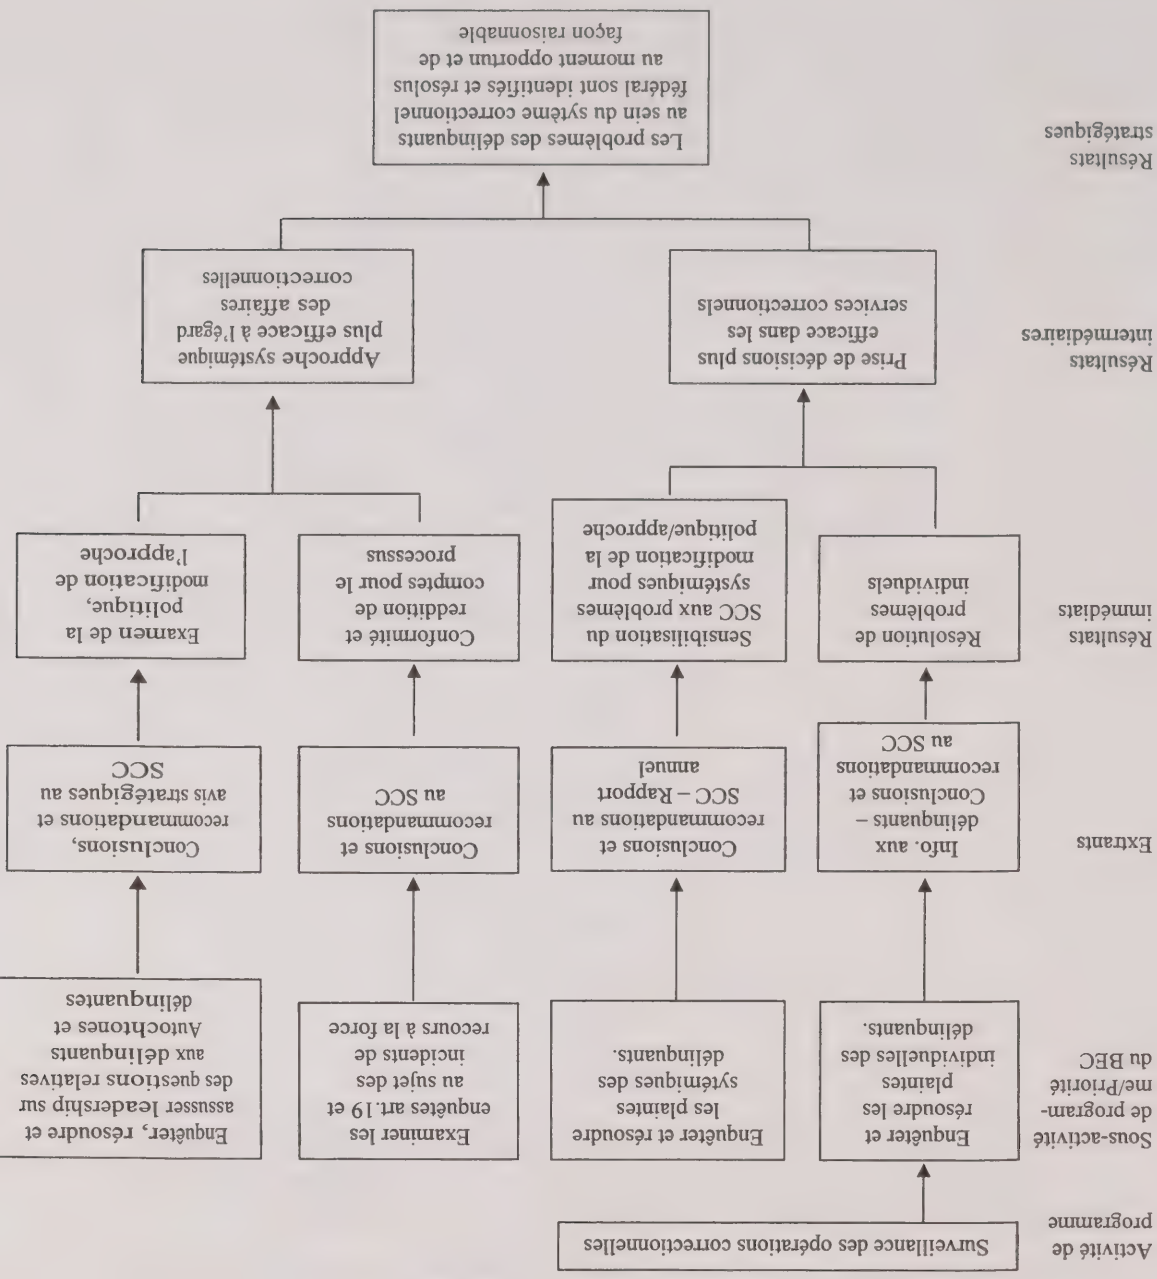 Activité de
programme
Surveillance des opérations correctionnelles
Sous-activité
de program-
me/Priorité
du BEC
Enquêter et
résoudre les
plaintes
individuelles des
délinquants.
Enquêter et résoudre
les plaintes
sytémiques des
délinquants.
Examiner les
enquêtes art.19 et
au sujet des
incidents de
recours à la force
Enquêter, résoudre et
assusser leadership sur
des questions relatives
aux délinquants
Autochtones et
délinquantes
Extrants
Info. aux
délinquants –
Conclusions et
recommandations
au SCC
Conclusions et
recommandations au
SCC – Rapport
annuel
Conclusions et
recommandations
au SCC
Conclusions,
recommandations et
avis stratégiques au
SCC
Résultats
immédiats
Résolution de
problèmes
individuels
Sensibilisation du
SCC aux problèmes
systémiques pour
modification de la
politique/approche
Conformité et
reddition de
comptes pour le
processus
Examen de la
politique,
modification de
l'approche
Résultats
intermédiaires
Prise de décisions plus
efficace dans les
services correctionnels
Approche systémique
plus efficace à l'égard
des affaires
correctionnelles
Résultats
stratégiques
Les problèmes des délinquants
au sein du sytème correctionnel
fédéral sont identifiés et résolus
au moment opportun et de
façon raisonnable